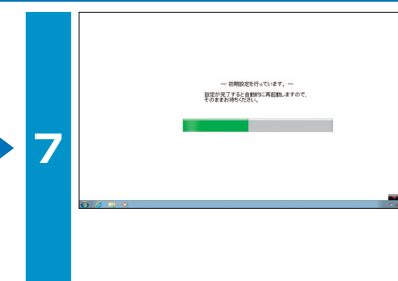 7
― 初期設定を行っています。 ―
設定が完了すると自動的に再起動しますので、
そのままお待ちください。